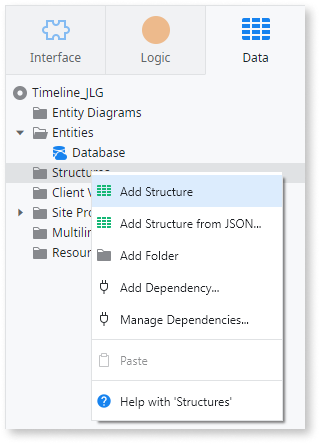 Interface
Logic
Data
Timeline_JLG
Entity Diagrams
Entities
Database
Structures
Client V
Site Pro
Multilin
Resour
Add Structure
Add Structure from JSON...
Add Folder
Add Dependency...
Manage Dependencies...
Paste
Help with 'Structures'